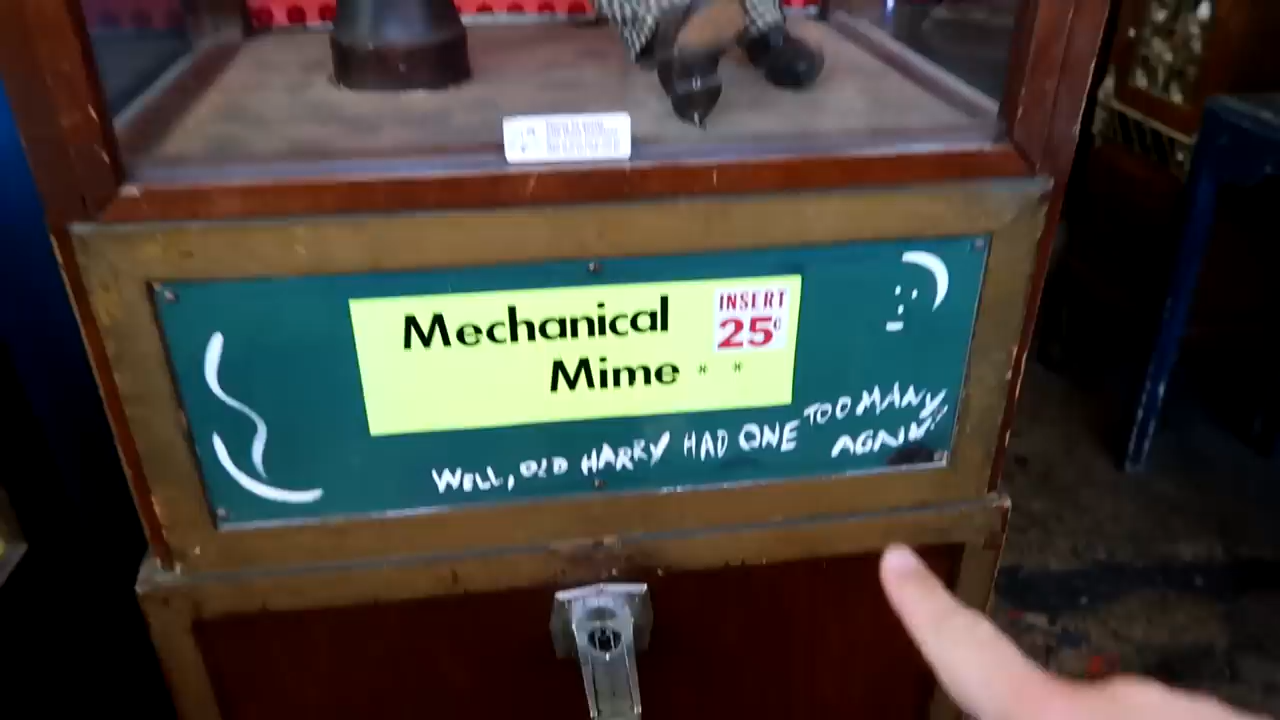 Mechanical
Mime * *
INSERT
25¢
WELL, OLD HARRY HAD ONE TOO MANY,
AGAIN!